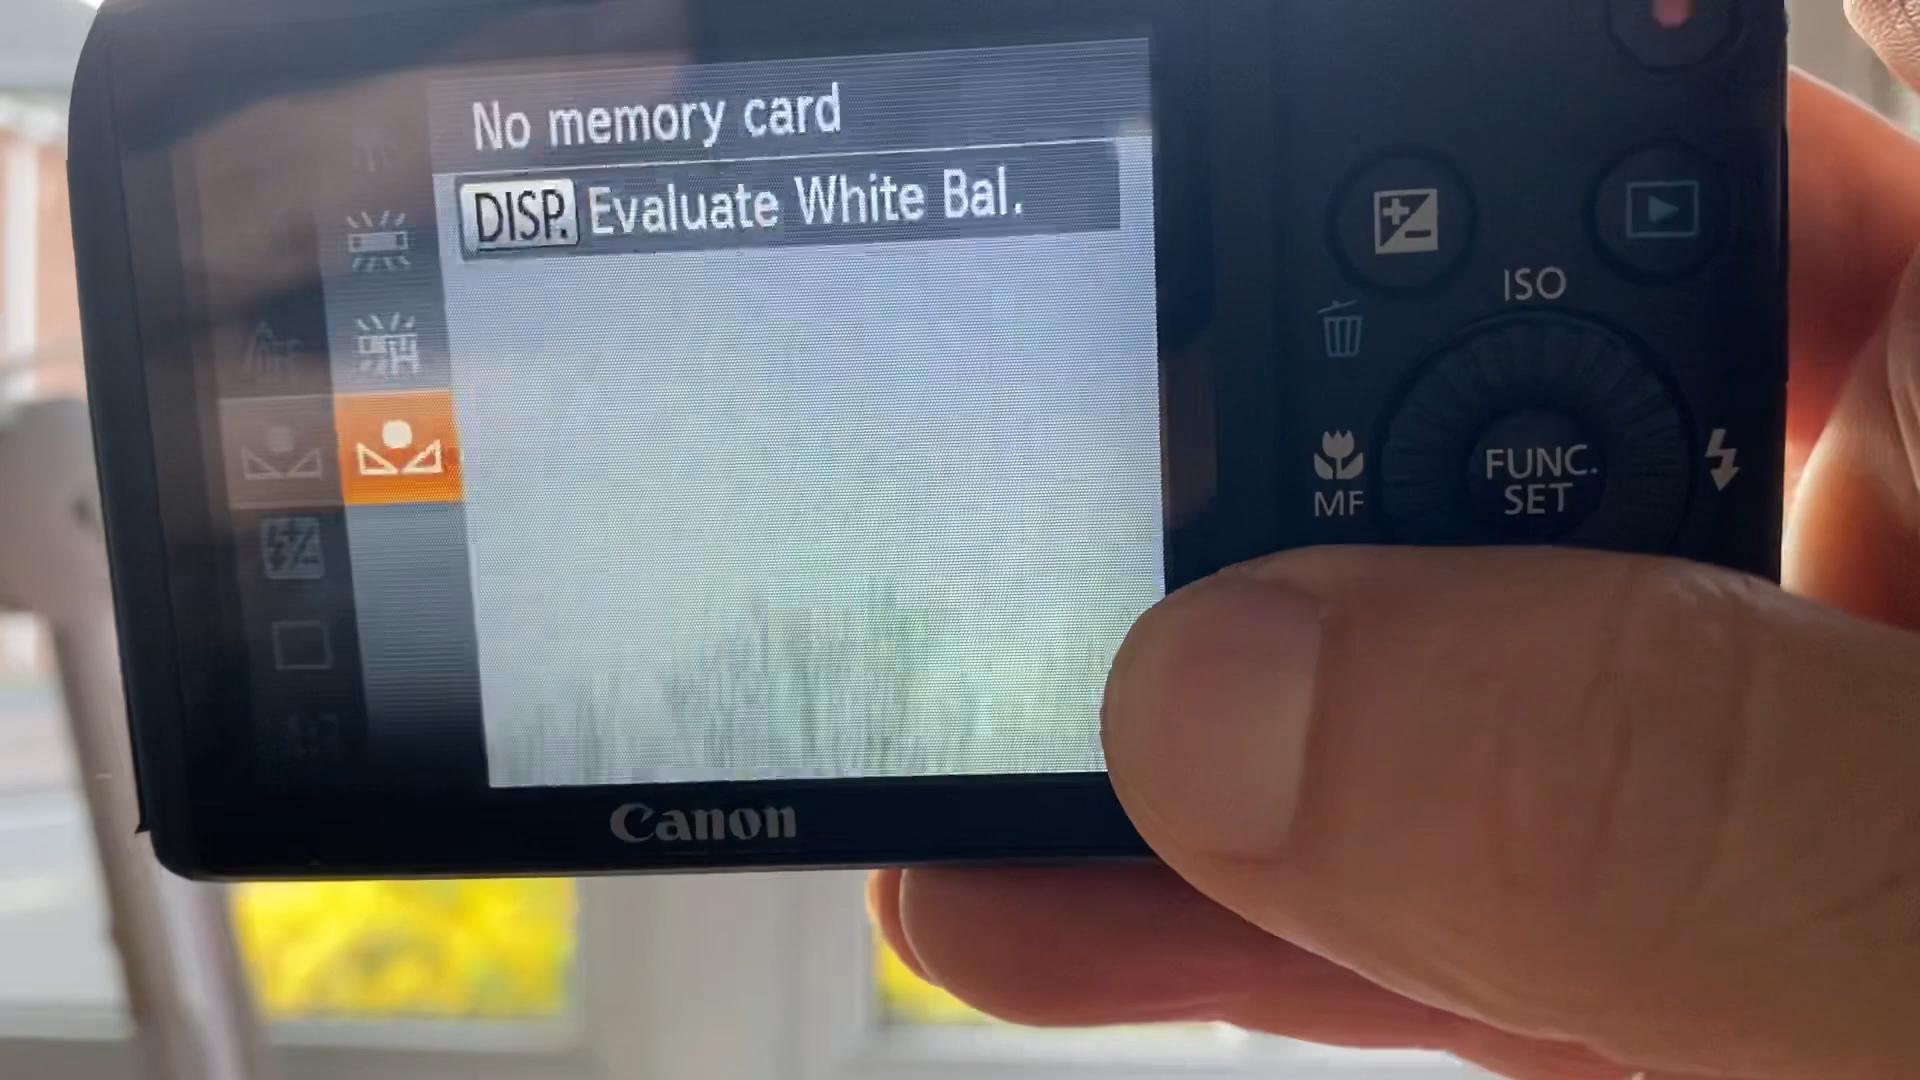 No memory card
DISP. Evaluate White Bal.
ISO
MF
FUNC.
SET
Canon